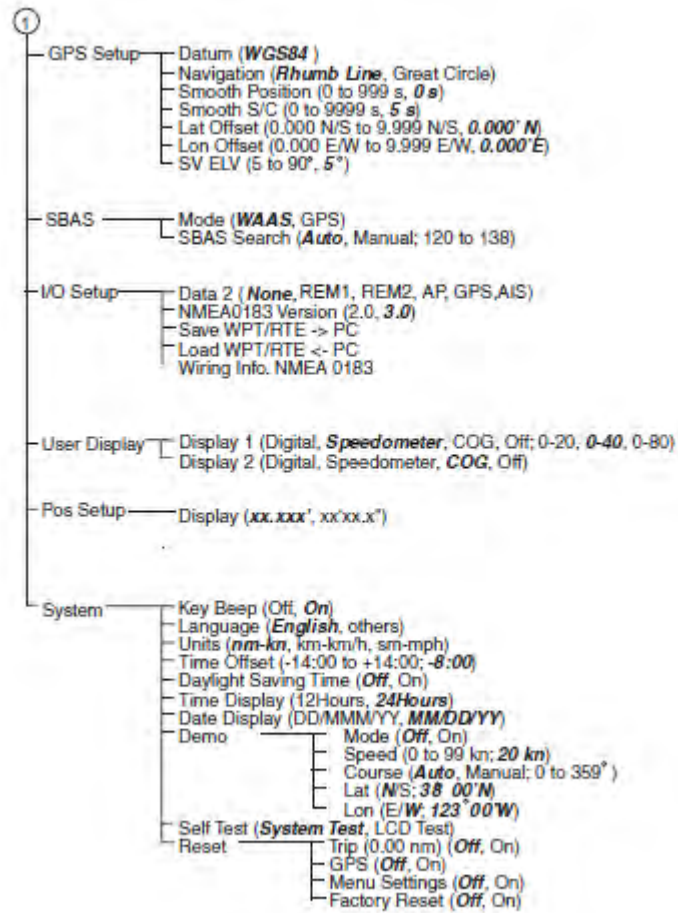 1
GPS Setup Datum (WGS84 )
Navigation (Rhumb Line, Great Circle)
Smooth Position (0 to 999 s, 0 s)
Smooth S/C (0 to 9999 s, 5 s)
Lat Offset (0.000 N/S to 9.999 N/S, 0.000' N)
Lon Offset (0.000 E/W to 9.999 E/W, 0.000'E)
SV ELV (5 to 90°, 5°)
SBAS Mode (WAAS, GPS)
SBAS Search (Auto, Manual; 120 to 138)
I/O Setup Data 2 (None, REM1, REM2, AP, GPS,AIS)
NMEA0183 Version (2.0, 3.0)
Save WPT/RTE -> PC
Load WPT/RTE <- PC
Wiring Info. NMEA 0183
User Display Display 1 (Digital, Speedometer, COG, Off; 0-20, 0-40, 0-80)
Display 2 (Digital, Speedometer, COG, Off)
Pos Setup Display (xx.xxx', xx'xx.x")
System Key Beep (Off, On)
Language (English, others)
Units (nm-kn, km-km/h, sm-mph)
Time Offset (-14:00 to +14:00; -8:00)
Daylight Saving Time (Off, On)
Time Display (12Hours, 24Hours)
Date Display (DD/MMM/YY, MM/DD/YY)
Demo Mode (Off, On)
Speed (0 to 99 kn; 20 kn)
Course (Auto, Manual; 0 to 359°)
Lat (N/S; 38 00'N)
Lon (E/W; 123°00'W)
Self Test (System Test, LCD Test)
Reset Trip (0.00 nm) (Off, On)
GPS (Off, On)
Menu Settings (Off, On)
Factory Reset (Off, On)